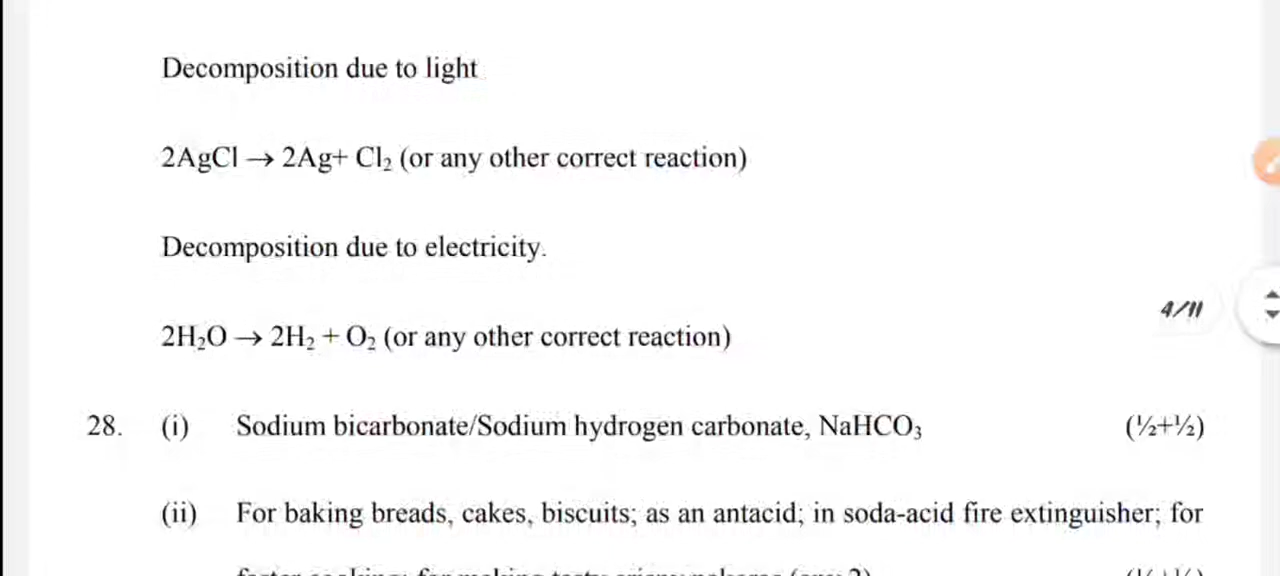 Decomposition due to light
2AgCl → 2Ag+ Cl₂ (or any other correct reaction)
Decomposition due to electricity.
4/11
2H₂O → 2H₂ + O₂ (or any other correct reaction)
28. (i) Sodium bicarbonate/Sodium hydrogen carbonate, NaHCO₃ (½+½)
(ii) For baking breads, cakes, biscuits; as an antacid; in soda-acid fire extinguisher; for